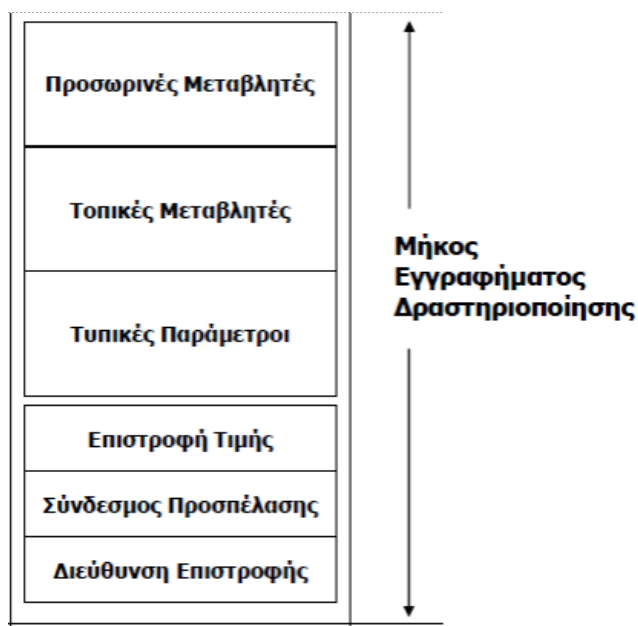 Προσωρινές Μεταβλητές
Τοπικές Μεταβλητές
Τυπικές Παράμετροι
Επιστροφή Τιμής
Σύνδεσμος Προσπέλασης
Διεύθυνση Επιστροφής
Μήκος
Εγγραφήματος
Δραστηριοποίησης